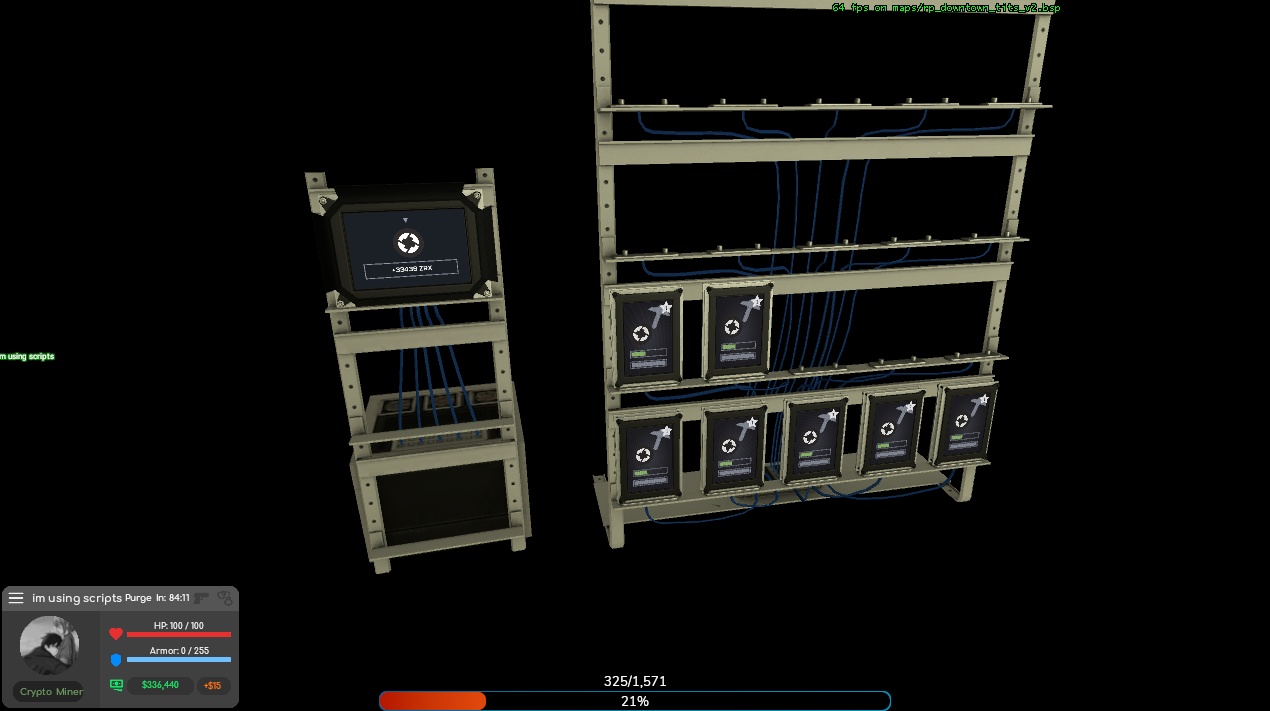 64 fps on maps/rp_downtown_tits_v2.bsp
+33439 ZRX
m using scripts
im using scripts Purge In: 84:11
HP: 100 / 100
Armor: 0 / 255
Crypto Miner
$336,440
+$15
325/1,571
21%